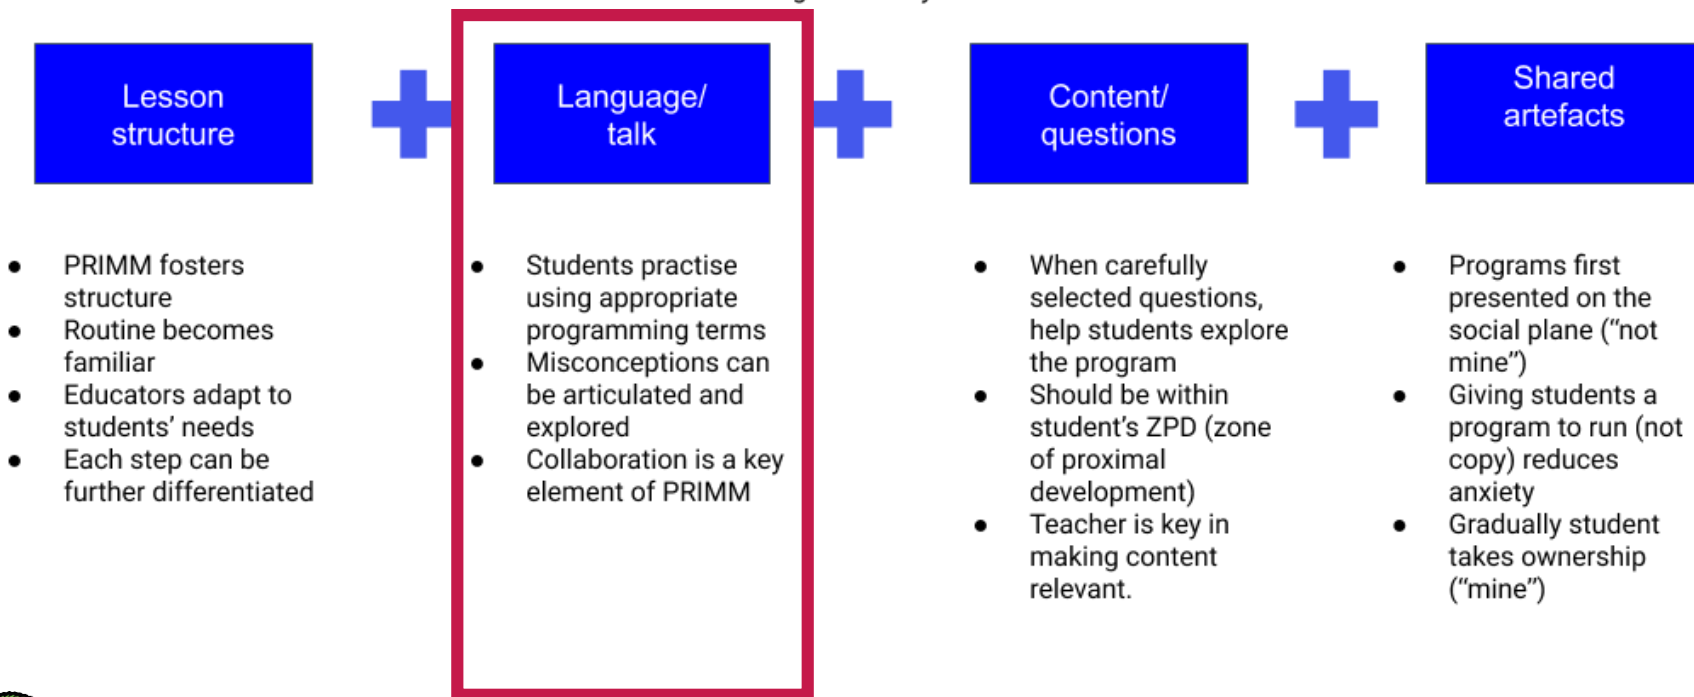 Lesson
structure
Language/
talk
Content/
questions
Shared
artefacts
● PRIMM fosters
structure
● Routine becomes
familiar
● Educators adapt to
students’ needs
● Each step can be
further differentiated
● Students practise
using appropriate
programming terms
● Misconceptions can
be articulated and
explored
● Collaboration is a key
element of PRIMM
● When carefully
selected questions,
help students explore
the program
● Should be within
student’s ZPD (zone
of proximal
development)
● Teacher is key in
making content
relevant.
● Programs first
presented on the
social plane (“not
mine”)
● Giving students a
program to run (not
copy) reduces
anxiety
● Gradually student
takes ownership
(“mine”)